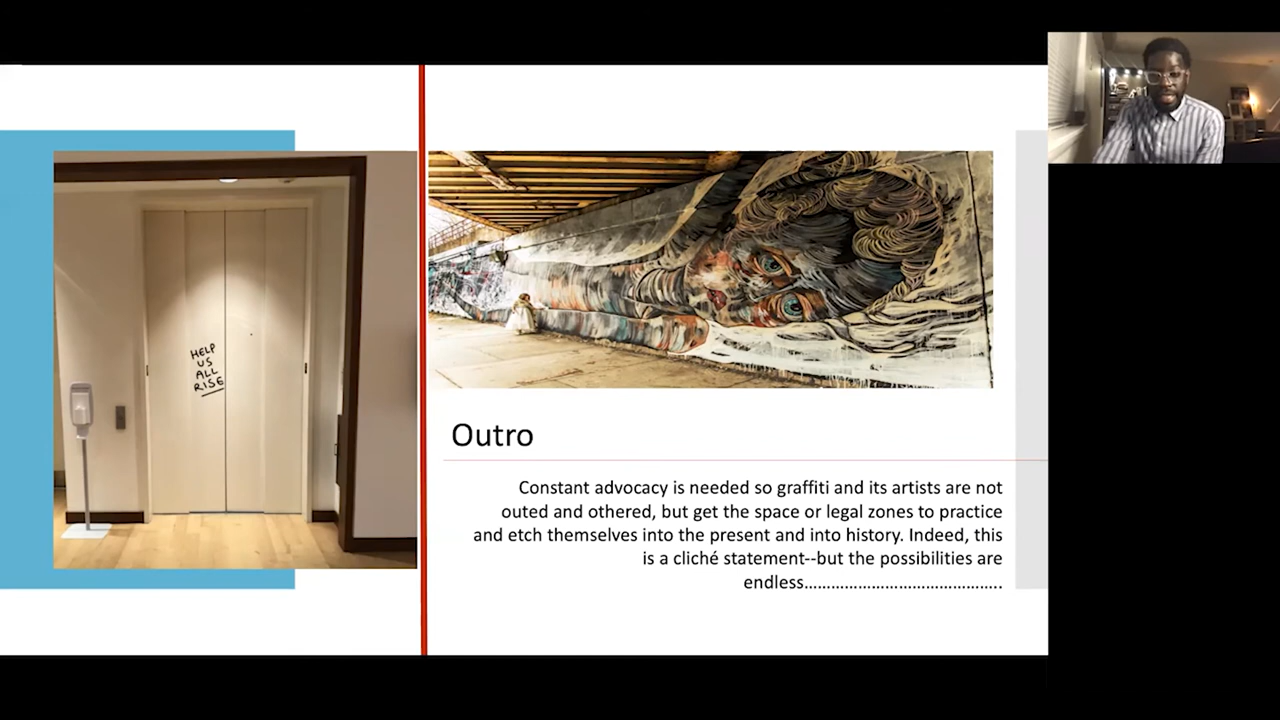 HELP
US
ALL
RISE
Outro
Constant advocacy is needed so graffiti and its artists are not
outed and othered, but get the space or legal zones to practice
and etch themselves into the present and into history. Indeed, this
is a cliché statement--but the possibilities are
endless…………………………………..